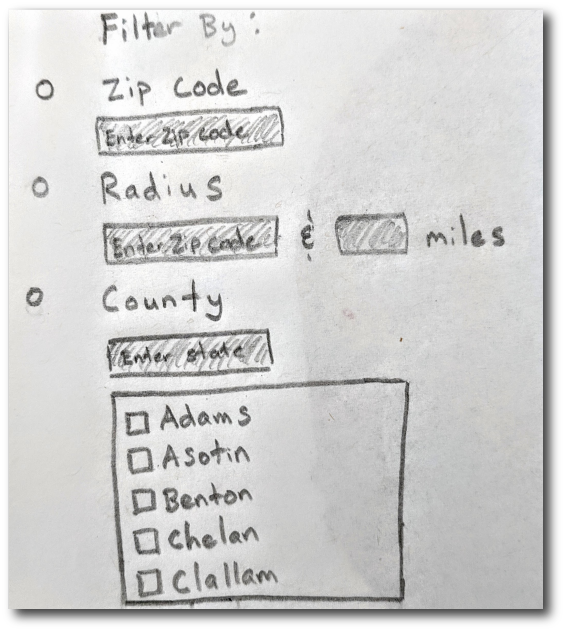 Filter By:
Zip Code
Enter Zip code
Radius
Enter Zip code & miles
County
Enter state
Adams
Asotin
Benton
Chelan
Clallam